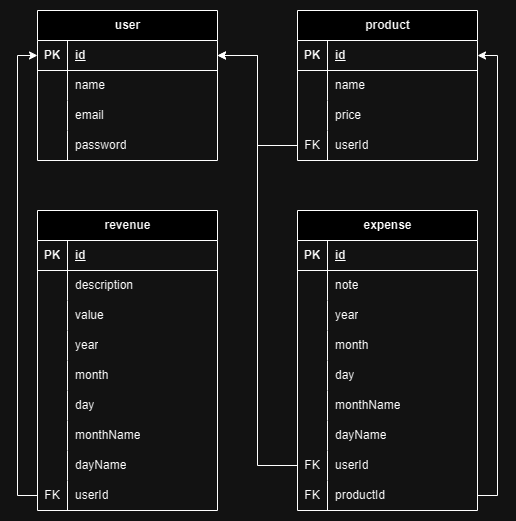 user
PK id
name
email
password
product
PK id
name
price
FK userId
revenue
PK id
description
value
year
month
day
monthName
dayName
FK userId
expense
PK id
note
year
month
day
monthName
dayName
FK userId
FK productId